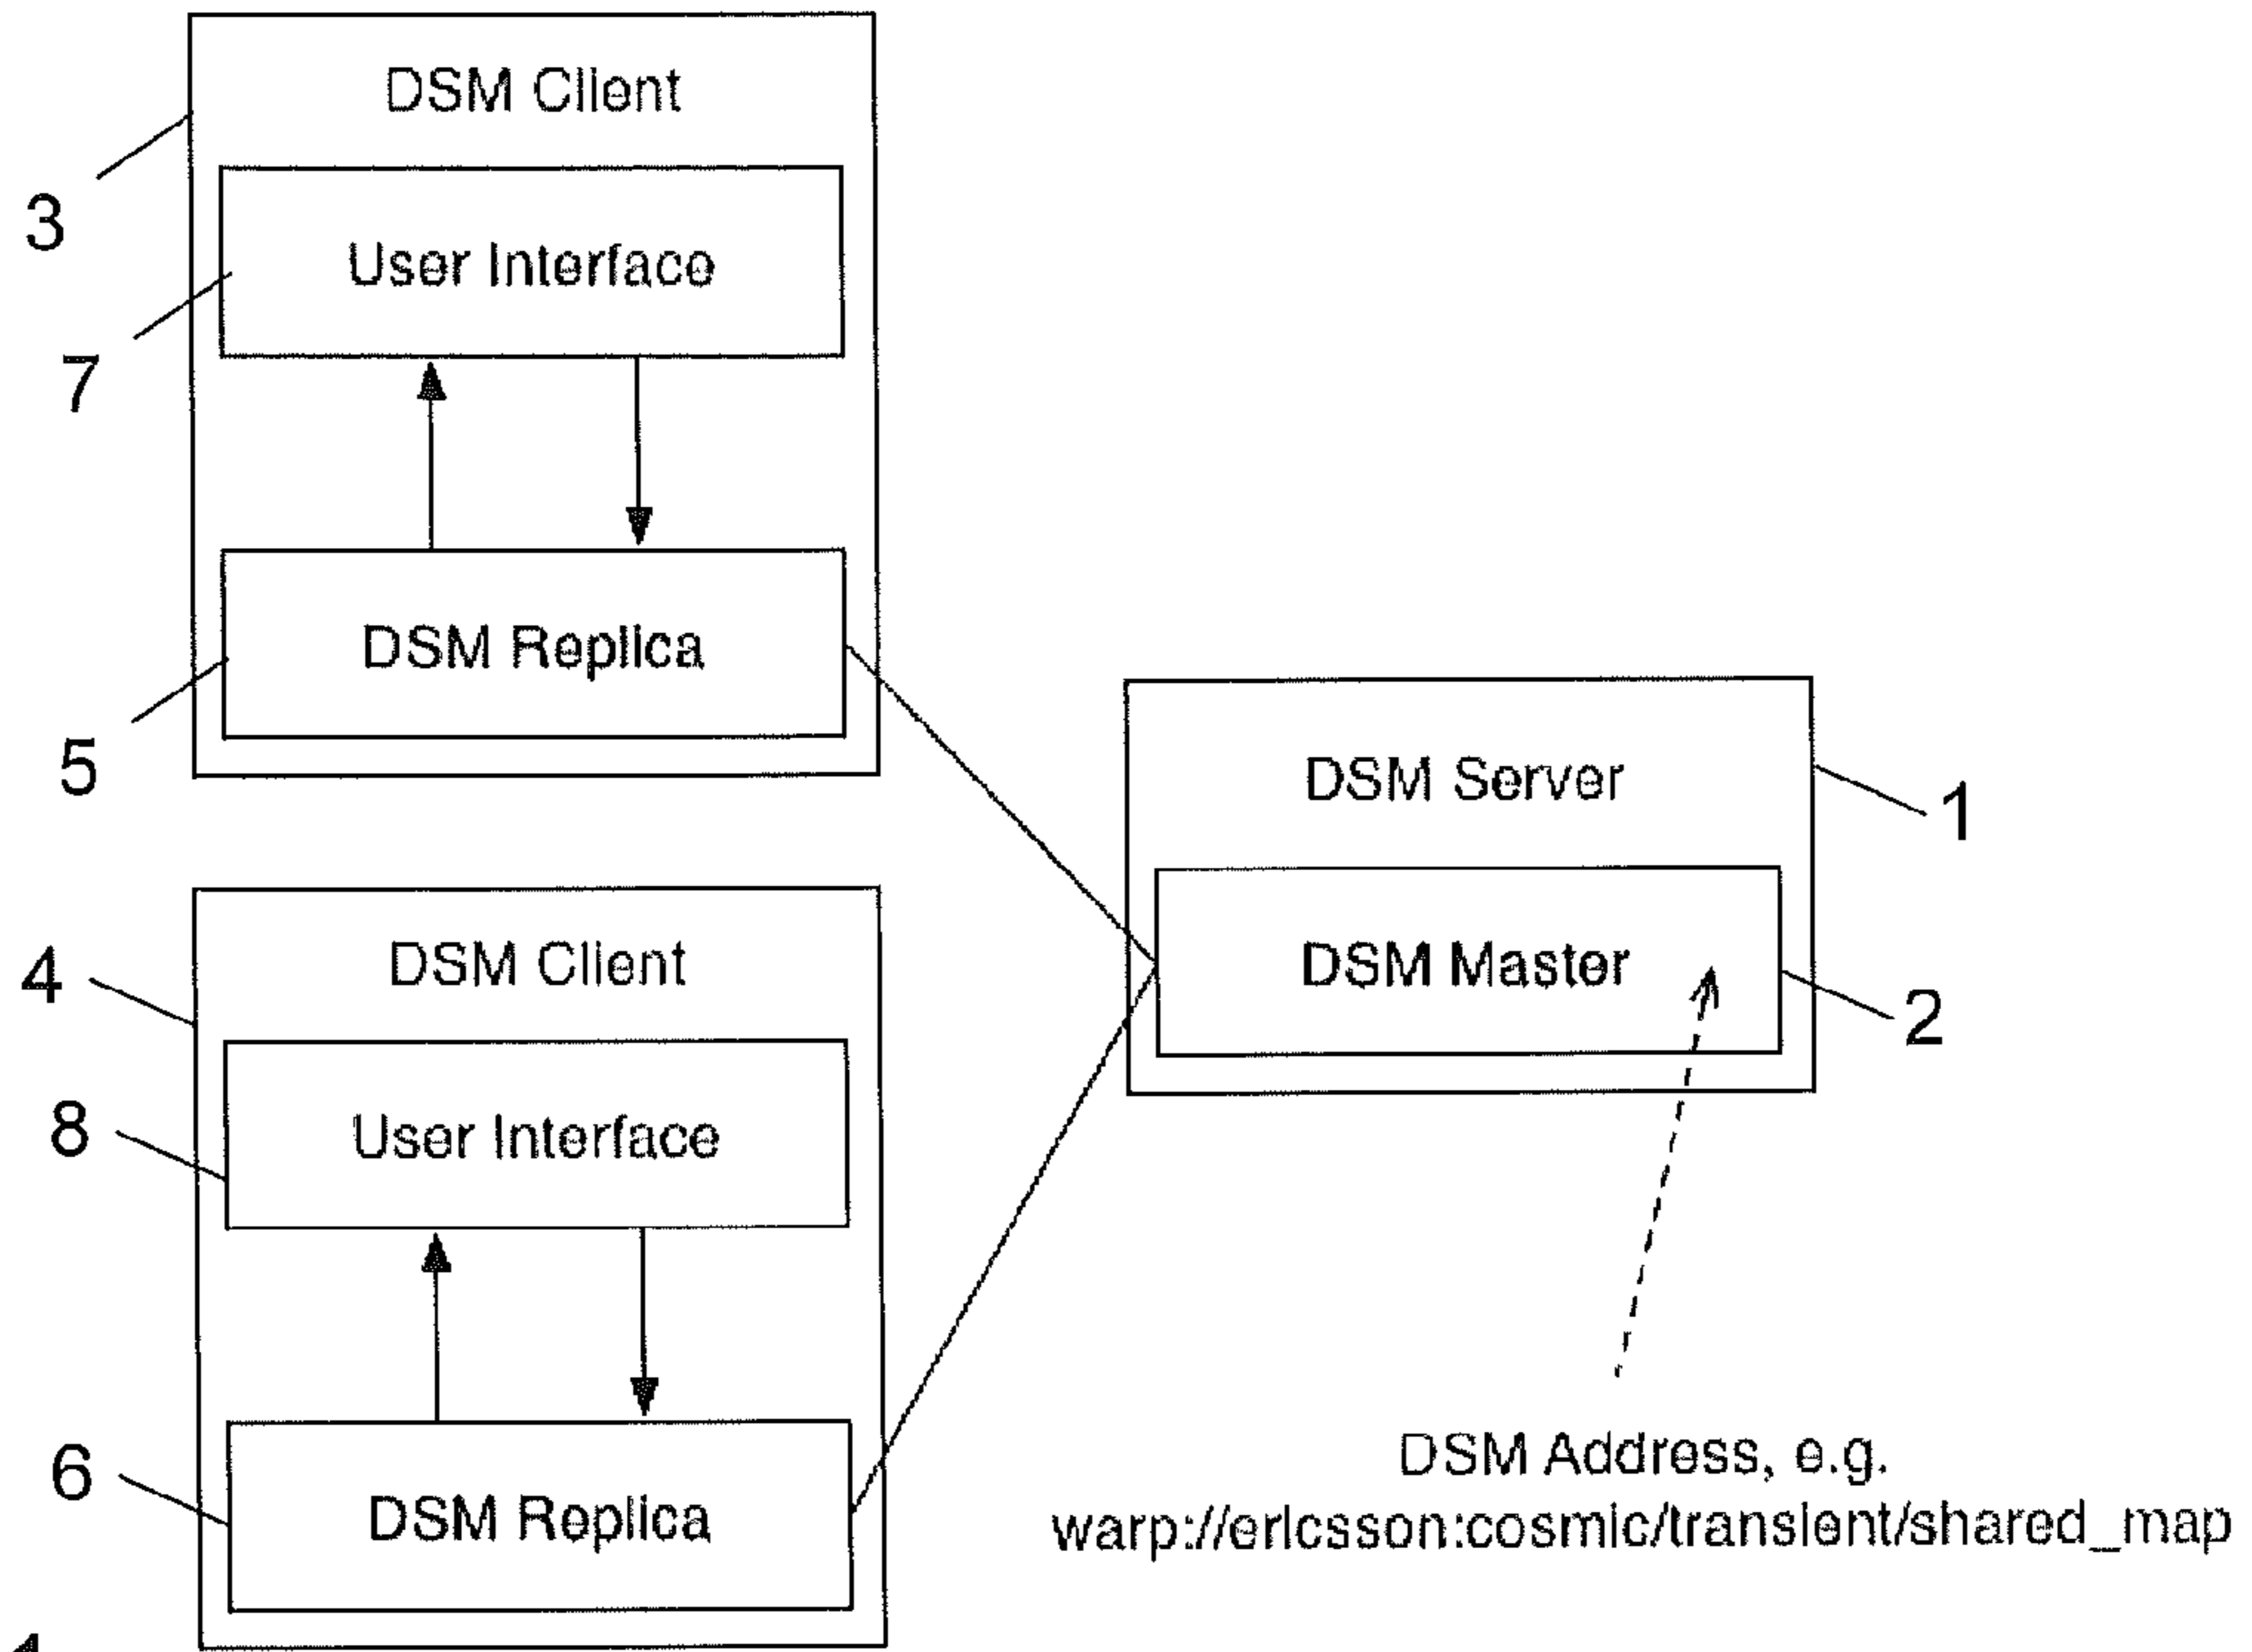 DSM Client
3
User Interface
7
DSM Replica
5
DSM Server
1
DSM Master
2
DSM Client
4
User Interface
8
DSM Replica
6
DSM Address, e.g.
warp://ericsson:cosmic/transient/shared_map